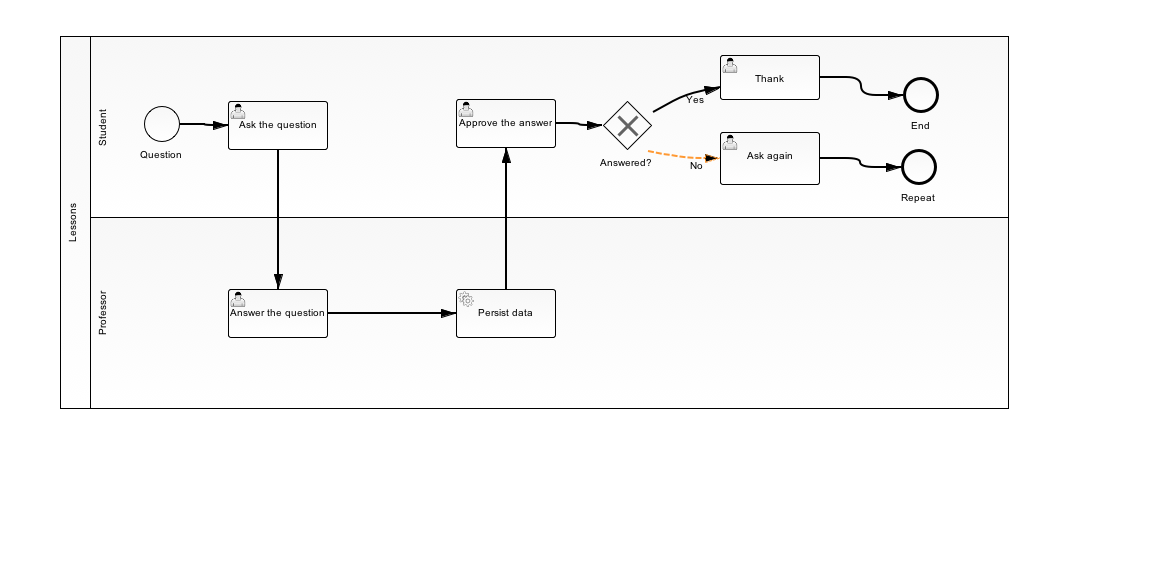 Lessons
Student
Question
Ask the question
Approve the answer
Answered?
Yes
No
Thank
Ask again
End
Repeat
Professor
Answer the question
Persist data